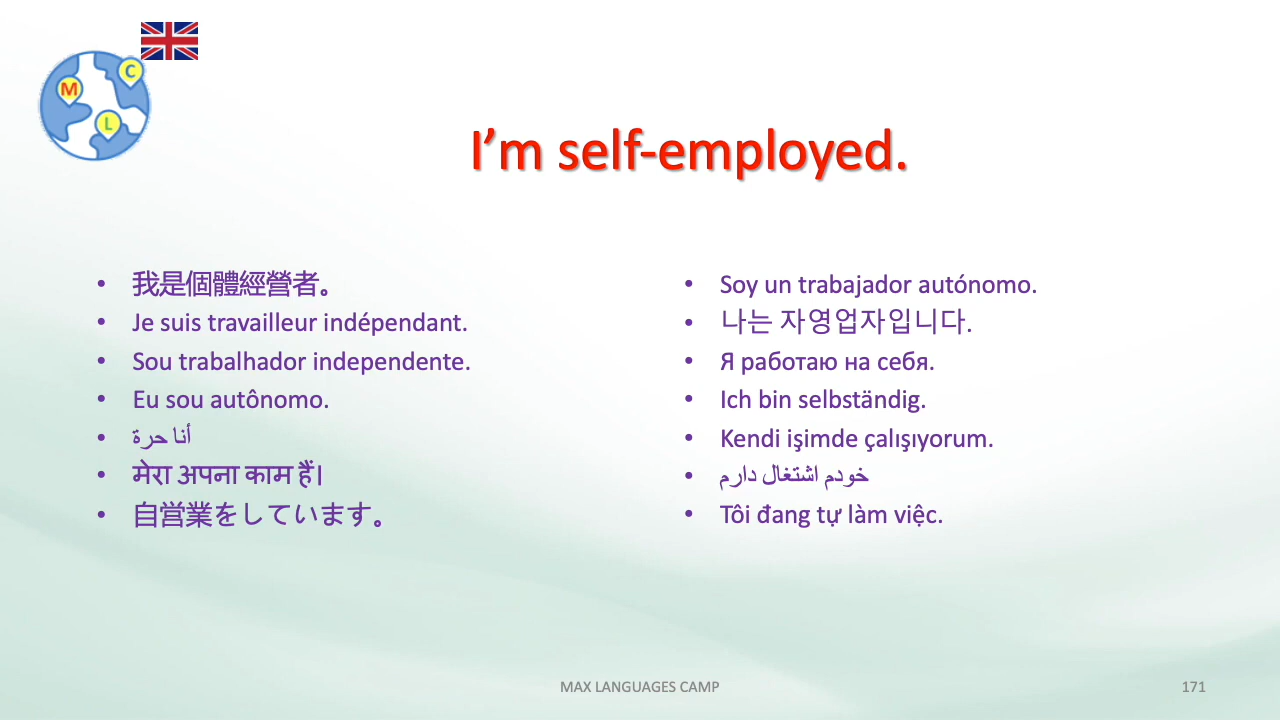 M
C
L
I’m self-employed.
• 我是個體經營者。
• Je suis travailleur indépendant.
• Sou trabalhador independente.
• Eu sou autônomo.
• أنا حرة
• मेरा अपना काम हैं।
• 自営業をしています。
• Soy un trabajador autónomo.
• 나는 자영업자입니다.
• Я работаю на себя.
• Ich bin selbständig.
• Kendi işimde çalışıyorum.
• خودم اشتغال دارم
• Tôi đang tự làm việc.
MAX LANGUAGES CAMP
171